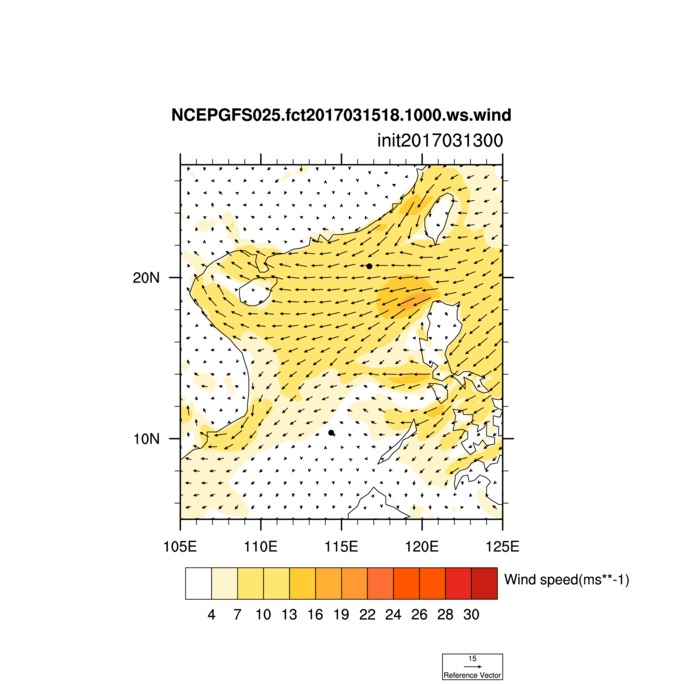 NCEPGFS025.fct2017031518.1000.ws.wind
init2017031300
20N
10N
105E 110E 115E 120E 125E
Wind speed(ms**-1)
4 7 10 13 16 19 22 24 26 28 30
15
Reference Vector